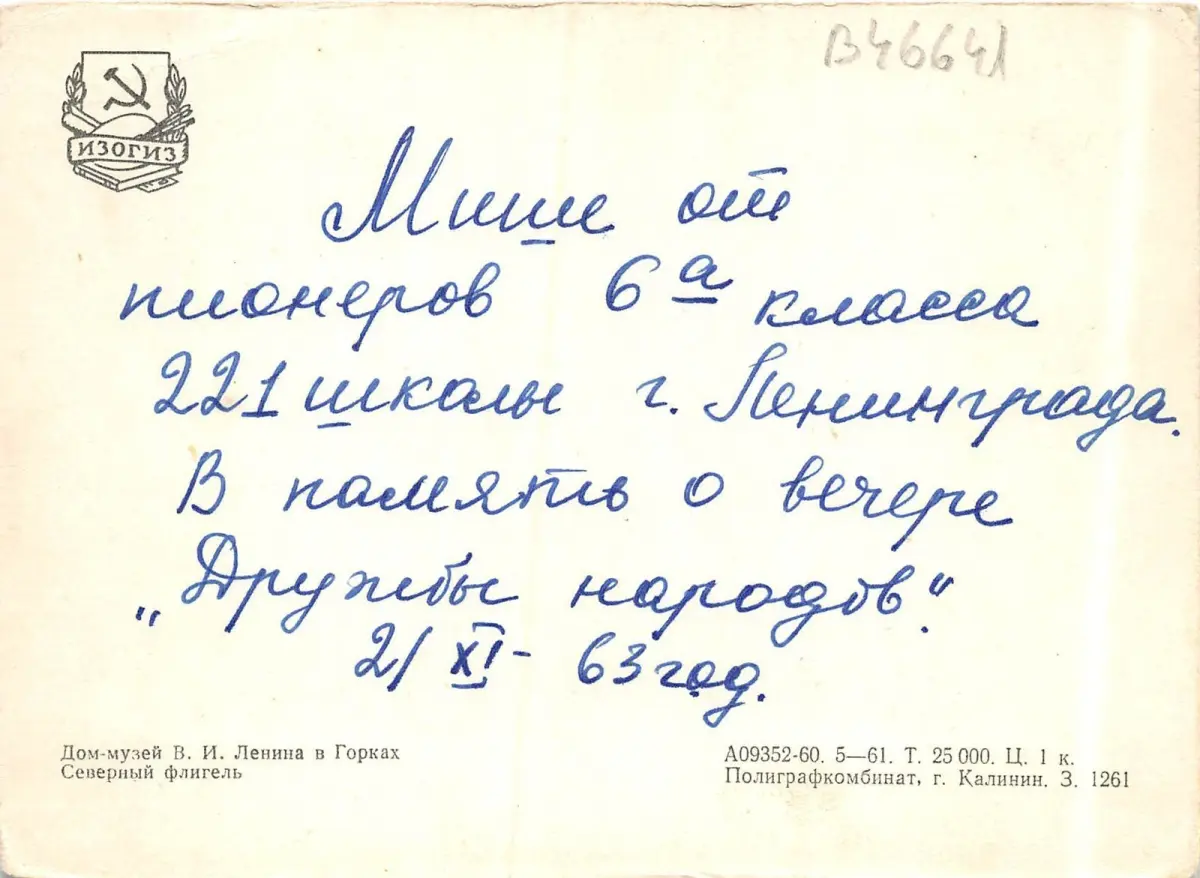 В46641
ИЗОГИЗ
Мише от
пионеров 6а класса
221 школы г. Ленинграда.
В память о вечере
„Дружбы народов“.
2/XI- 63 год.
Дом-музей В. И. Ленина в Горках
Северный флигель
А09352-60. 5—61. Т. 25 000. Ц. 1 к.
Полиграфкомбинат, г. Калинин. З. 1261